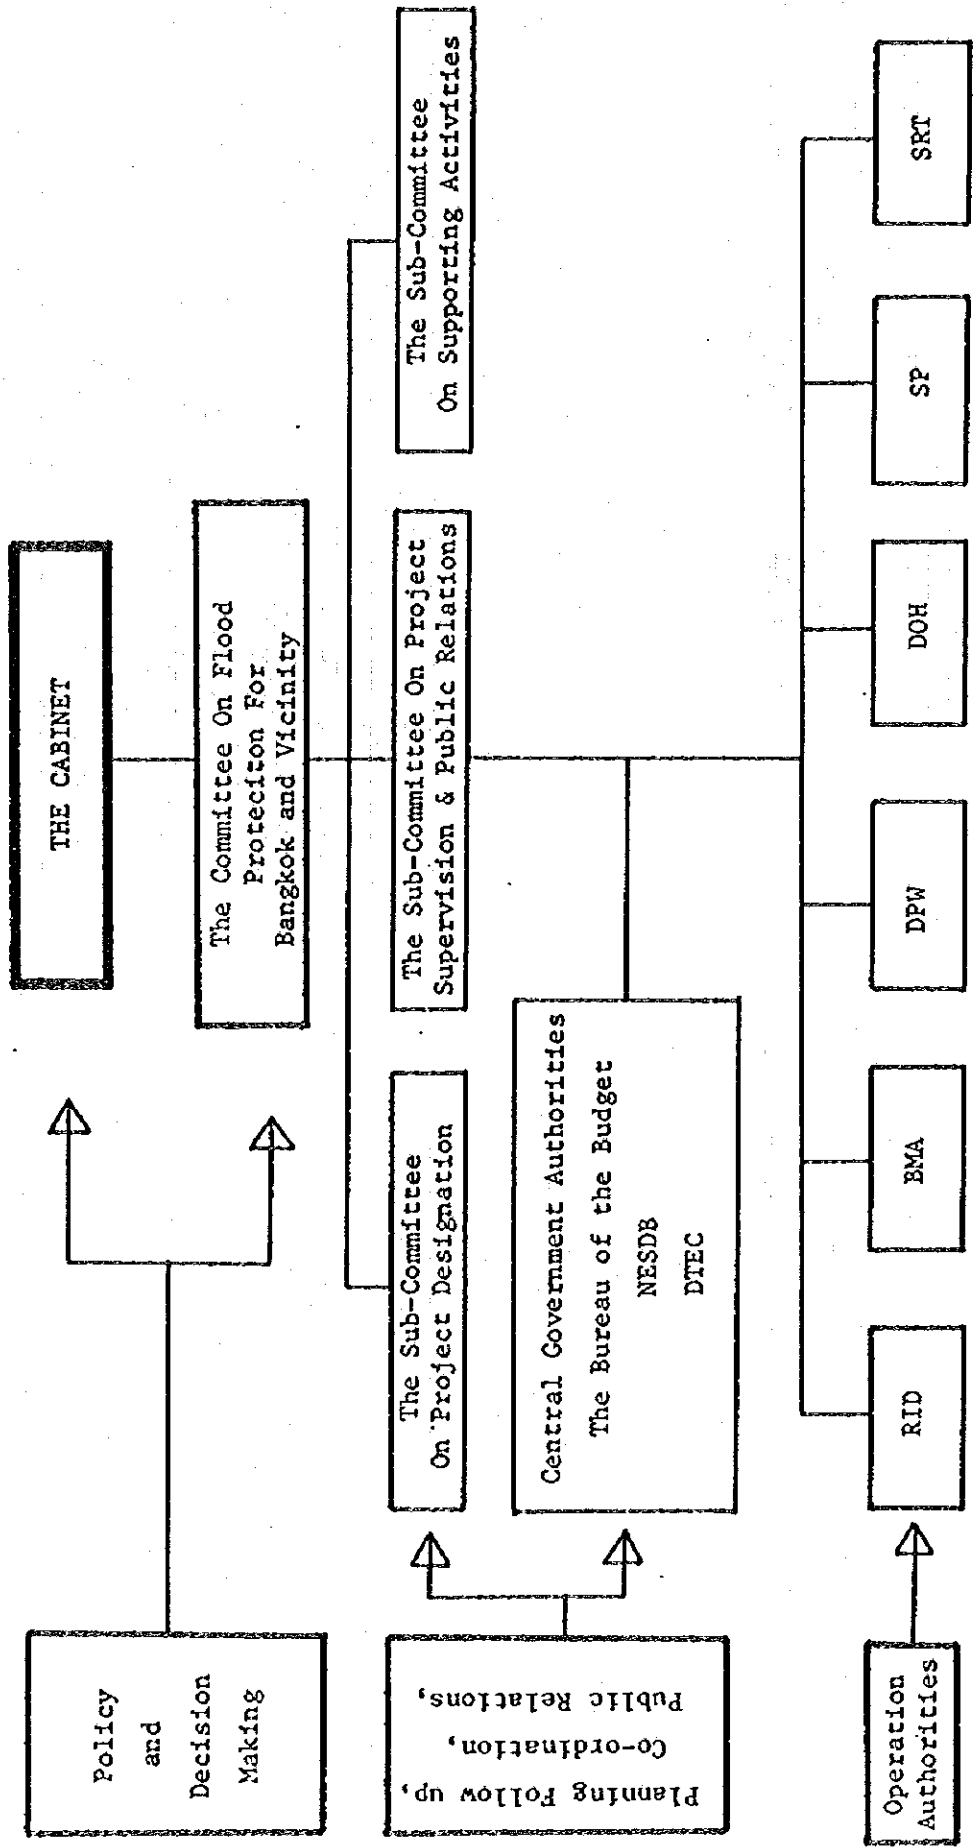 THE CABINET
Policy
and
Decision
Making
The Committee On Flood
Proteciton For
Bangkok and Vicinity
The Sub-Committee
On Project Designation
The Sub-Committee On Project
Supervision & Public Relations
The Sub-Committee
On Supporting Activities
Planning Follow up,
Co-ordination,
Public Relations,
Central Government Authorities
The Bureau of the Budget
NESDB
DTEC
Operation
Authorities
RID
BMA
DPW
DOH
SP
SRT